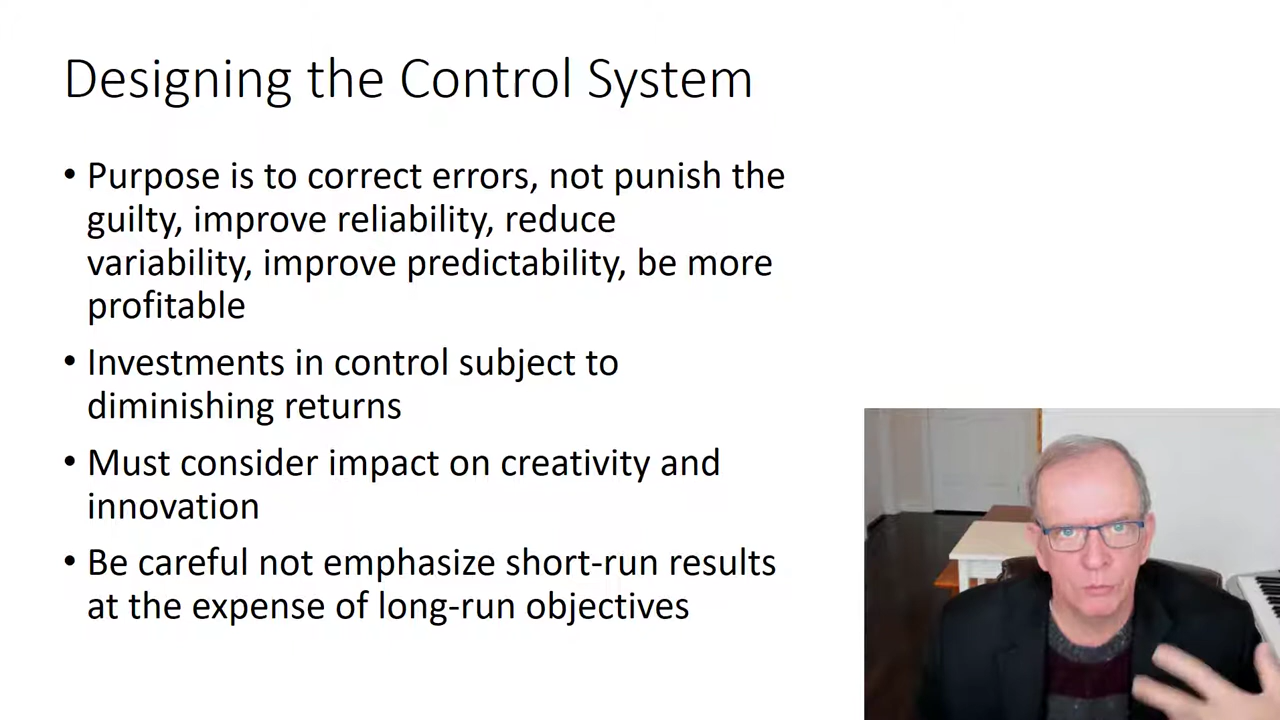 Designing the Control System
• Purpose is to correct errors, not punish the
guilty, improve reliability, reduce
variability, improve predictability, be more
profitable
• Investments in control subject to
diminishing returns
• Must consider impact on creativity and
innovation
• Be careful not emphasize short-run results
at the expense of long-run objectives